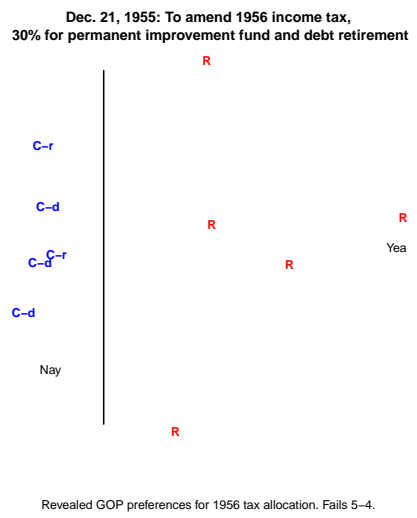 Dec. 21, 1955: To amend 1956 income tax,
30% for permanent improvement fund and debt retirement
R
C−r
C−d
R
R
Yea
C−r
C−d
R
C−d
Nay
R
Revealed GOP preferences for 1956 tax allocation. Fails 5−4.